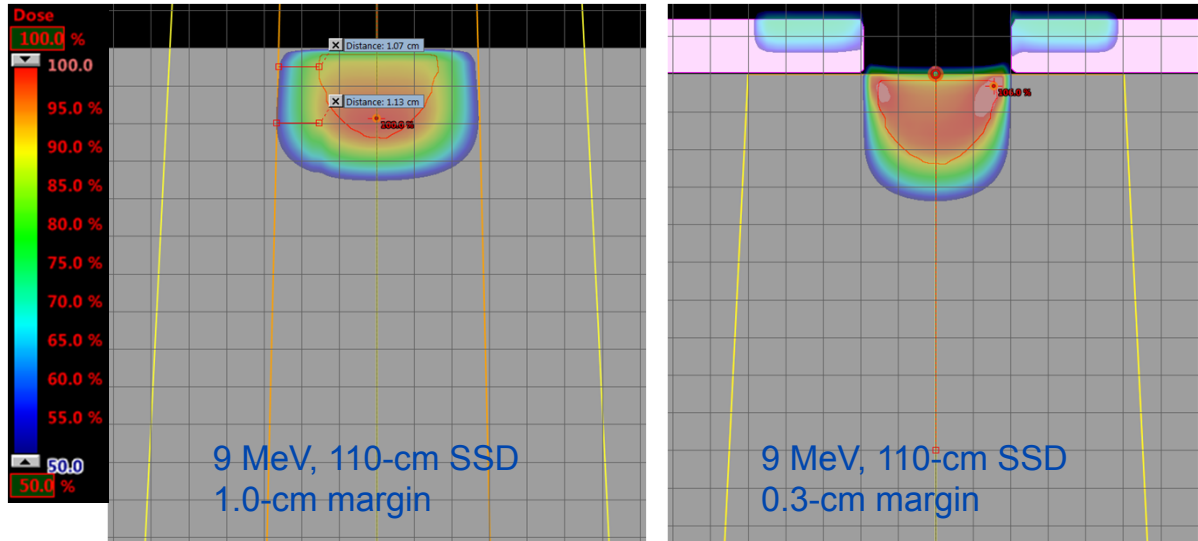 Dose
100.0 %
100.0
95.0 %
90.0 %
85.0 %
80.0 %
75.0 %
70.0 %
65.0 %
60.0 %
55.0 %
50.0
50.0 %
X Distance: 1.07 cm
X Distance: 1.13 cm
100.0 %
9 MeV, 110-cm SSD
1.0-cm margin
9 MeV, 110-cm SSD
0.3-cm margin